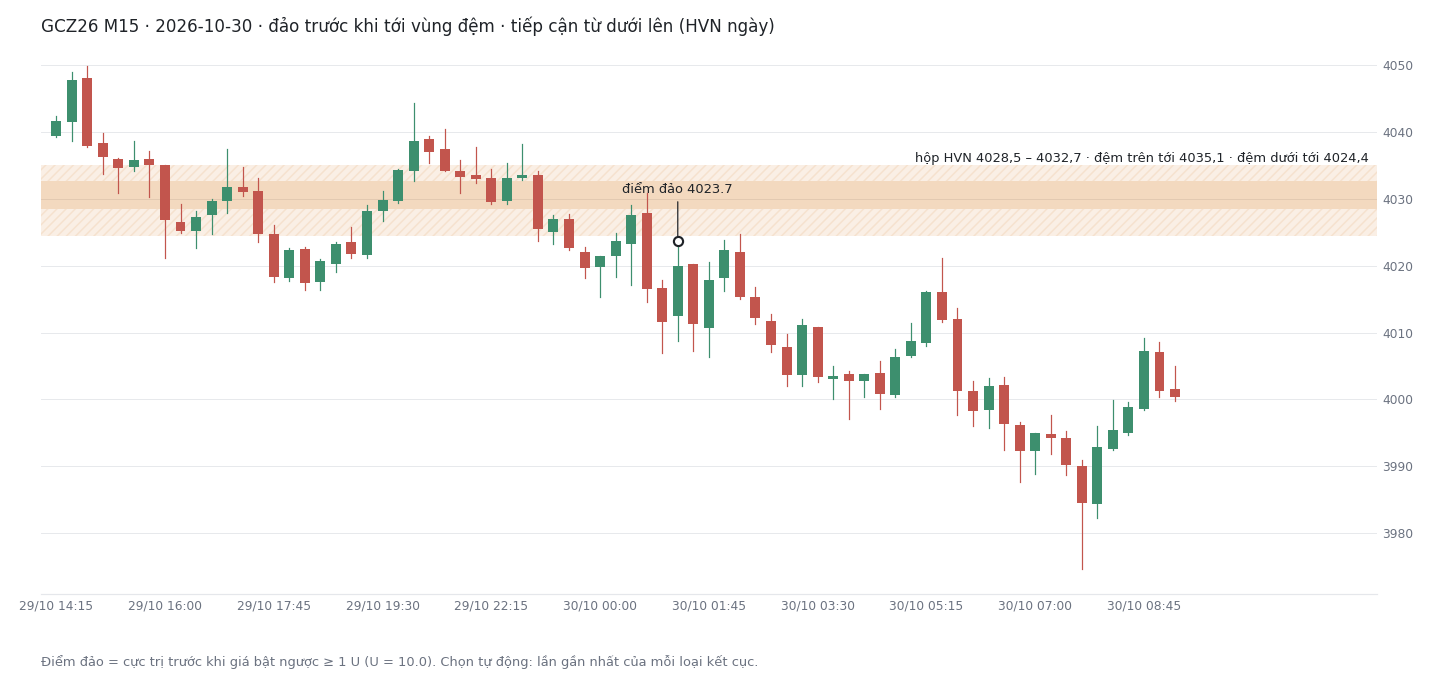 GCZ26 M15 · 2026-10-30 · đảo trước khi tới vùng đệm · tiếp cận từ dưới lên (HVN ngày)
4050
4040
hộp HVN 4028,5 – 4032,7 · đệm trên tới 4035,1 · đệm dưới tới 4024,4
điểm đảo 4023.7
4030
4020
4010
4000
3990
3980
29/10 14:15 29/10 16:00 29/10 17:45 29/10 19:30 29/10 22:15 30/10 00:00 30/10 01:45 30/10 03:30 30/10 05:15 30/10 07:00 30/10 08:45
Điểm đảo = cực trị trước khi giá bật ngược ≥ 1 U (U = 10.0). Chọn tự động: lần gần nhất của mỗi loại kết cục.